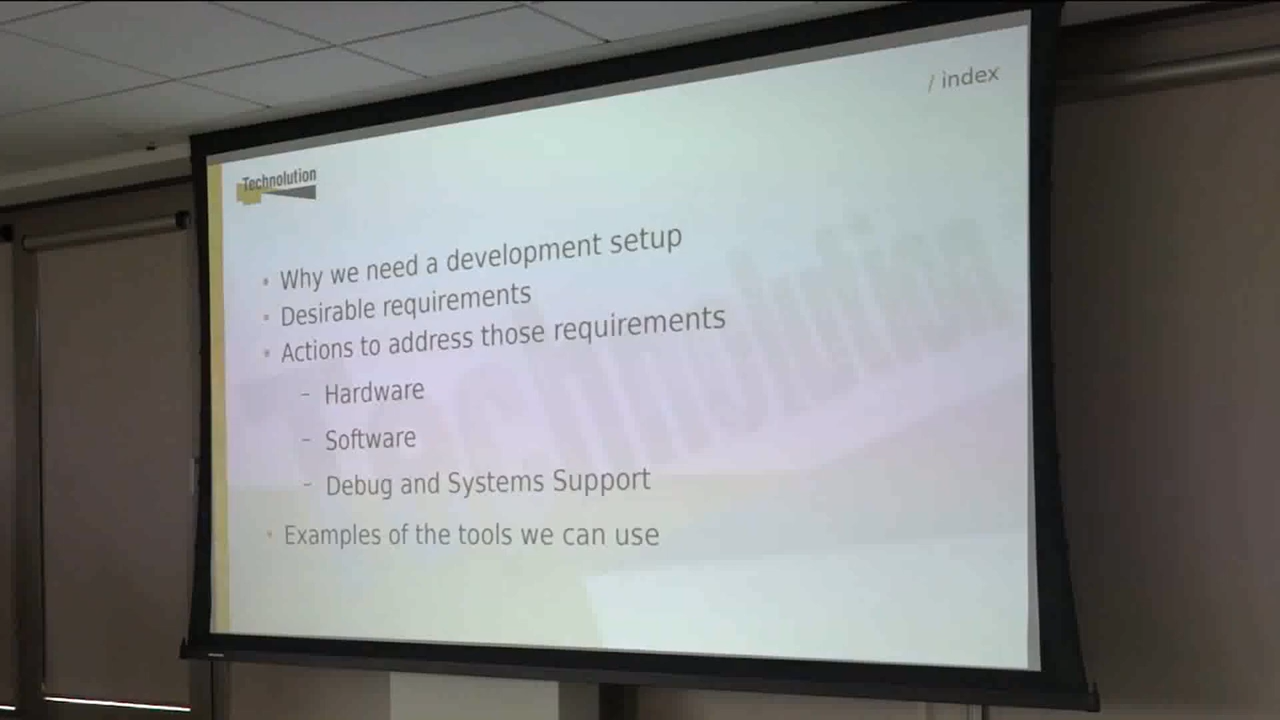 / index
Technolution
• Why we need a development setup
• Desirable requirements
• Actions to address those requirements
– Hardware
– Software
– Debug and Systems Support
• Examples of the tools we can use
Technolution